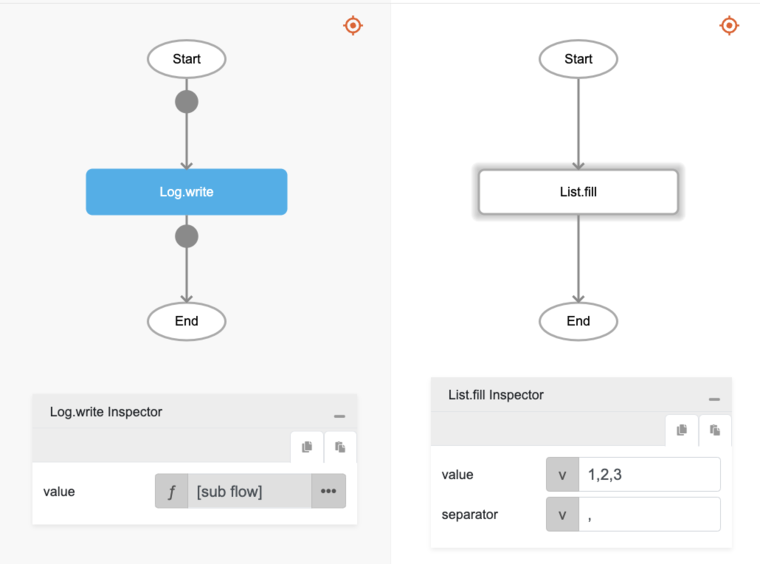 Start
Log.write
End
Log.write Inspector
value
f
[sub flow]
•••
Start
List.fill
End
List.fill Inspector
value
v
1,2,3
separator
v
,